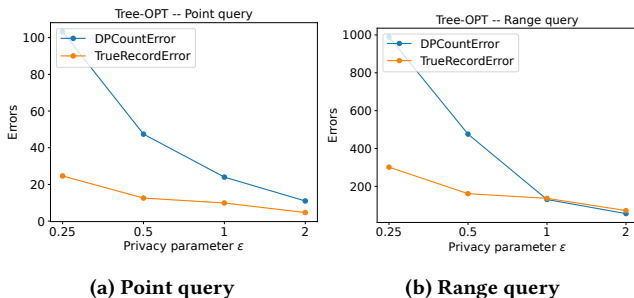 Tree-OPT -- Point query
DPCountError
TrueRecordError
Errors
100
80
60
40
20
0
0.25 0.5 1 2
Privacy parameter ε
(a) Point query
Tree-OPT -- Range query
DPCountError
TrueRecordError
Errors
1000
800
600
400
200
0.25 0.5 1 2
Privacy parameter ε
(b) Range query